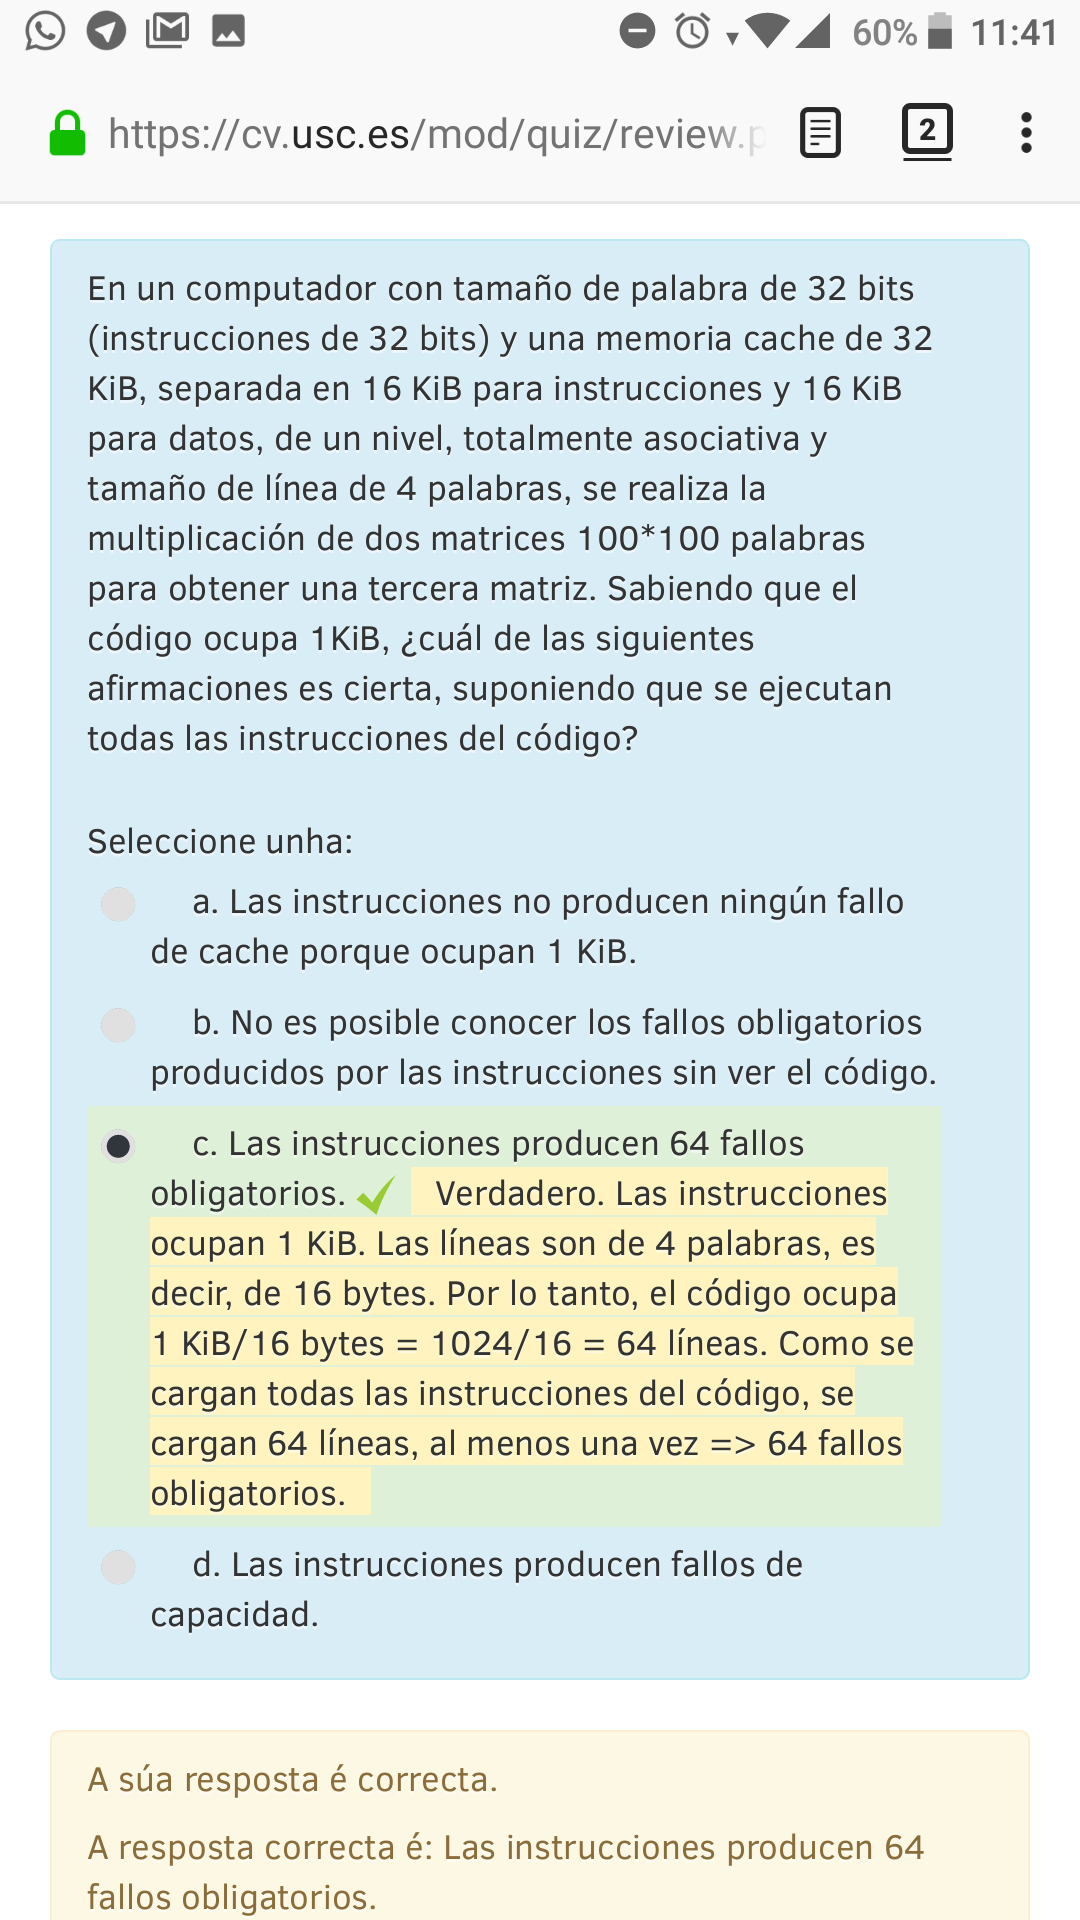 60% 11:41
https://cv.usc.es/mod/quiz/review.p
2
En un computador con tamaño de palabra de 32 bits
(instrucciones de 32 bits) y una memoria cache de 32
KiB, separada en 16 KiB para instrucciones y 16 KiB
para datos, de un nivel, totalmente asociativa y
tamaño de línea de 4 palabras, se realiza la
multiplicación de dos matrices 100*100 palabras
para obtener una tercera matriz. Sabiendo que el
código ocupa 1KiB, ¿cuál de las siguientes
afirmaciones es cierta, suponiendo que se ejecutan
todas las instrucciones del código?
Seleccione unha:
a. Las instrucciones no producen ningún fallo
de cache porque ocupan 1 KiB.
b. No es posible conocer los fallos obligatorios
producidos por las instrucciones sin ver el código.
c. Las instrucciones producen 64 fallos
obligatorios. Verdadero. Las instrucciones
ocupan 1 KiB. Las líneas son de 4 palabras, es
decir, de 16 bytes. Por lo tanto, el código ocupa
1 KiB/16 bytes = 1024/16 = 64 líneas. Como se
cargan todas las instrucciones del código, se
cargan 64 líneas, al menos una vez => 64 fallos
obligatorios.
d. Las instrucciones producen fallos de
capacidad.
A súa resposta é correcta.
A resposta correcta é: Las instrucciones producen 64
fallos obligatorios.